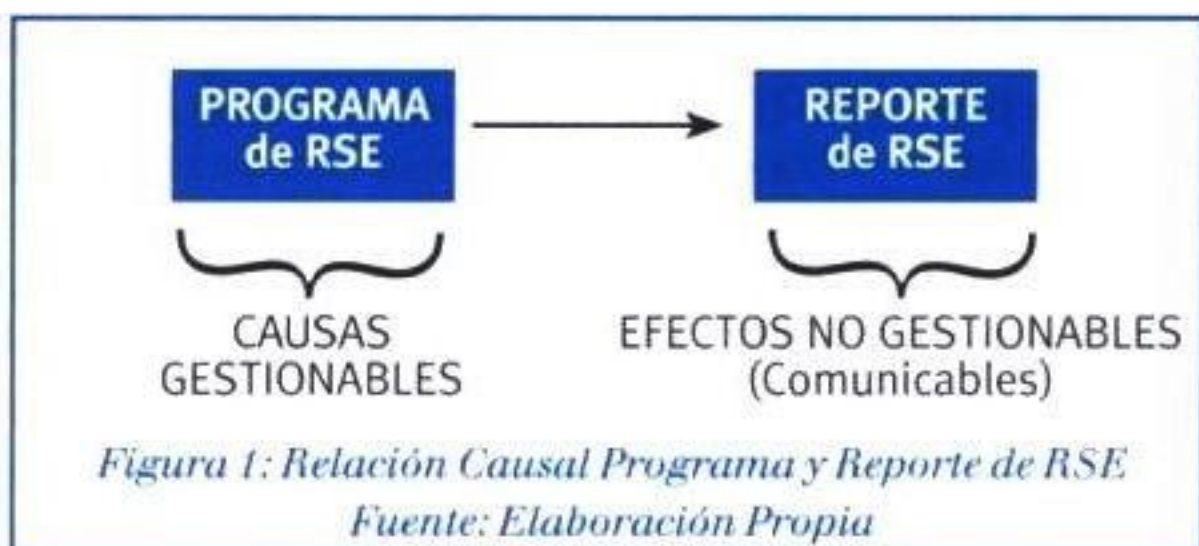 PROGRAMA
de RSE
REPORTE
de RSE
CAUSAS
GESTIONABLES
EFECTOS NO GESTIONABLES
(Comunicables)
Figura 1: Relación Causal Programa y Reporte de RSE
Fuente: Elaboración Propia